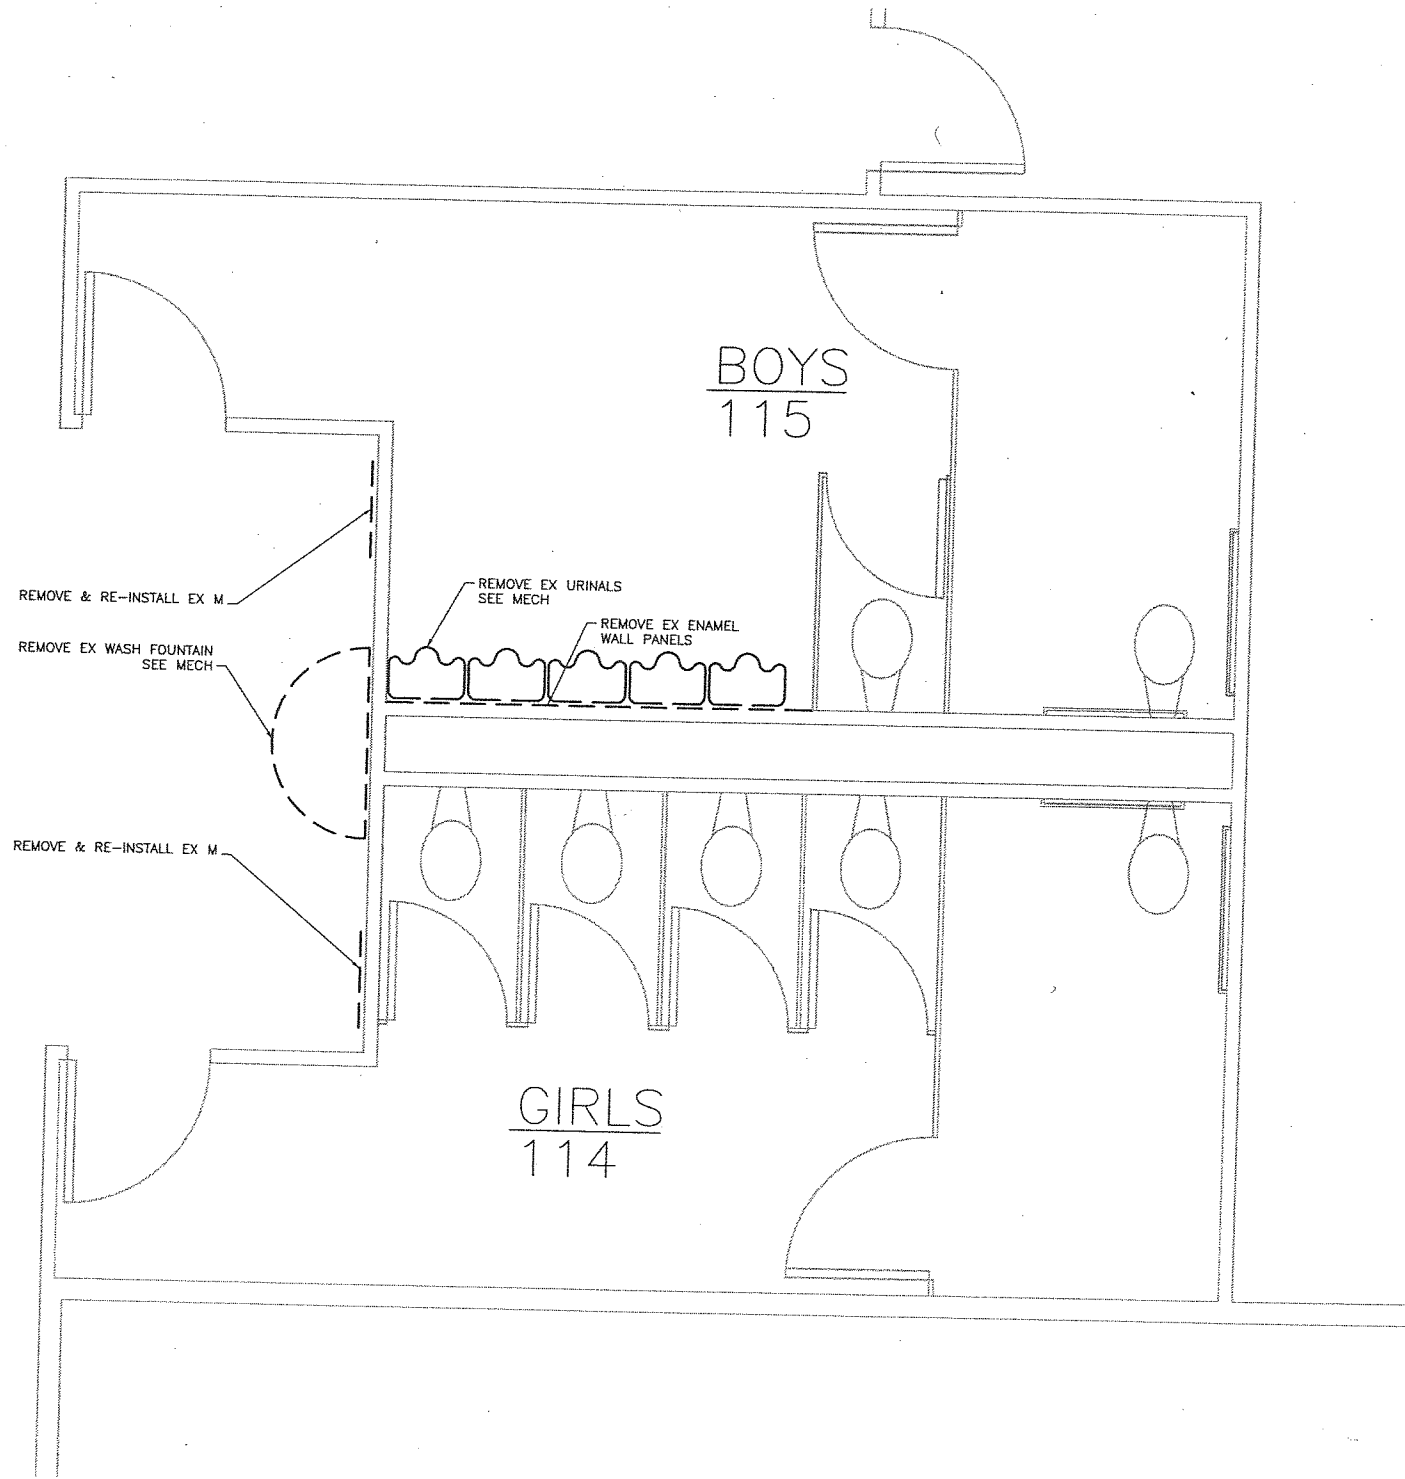 BOYS
115
REMOVE EX URINALS
SEE MECH
REMOVE & RE-INSTALL EX M
REMOVE EX ENAMEL
WALL PANELS
REMOVE EX WASH FOUNTAIN
SEE MECH
REMOVE & RE-INSTALL EX M
GIRLS
114